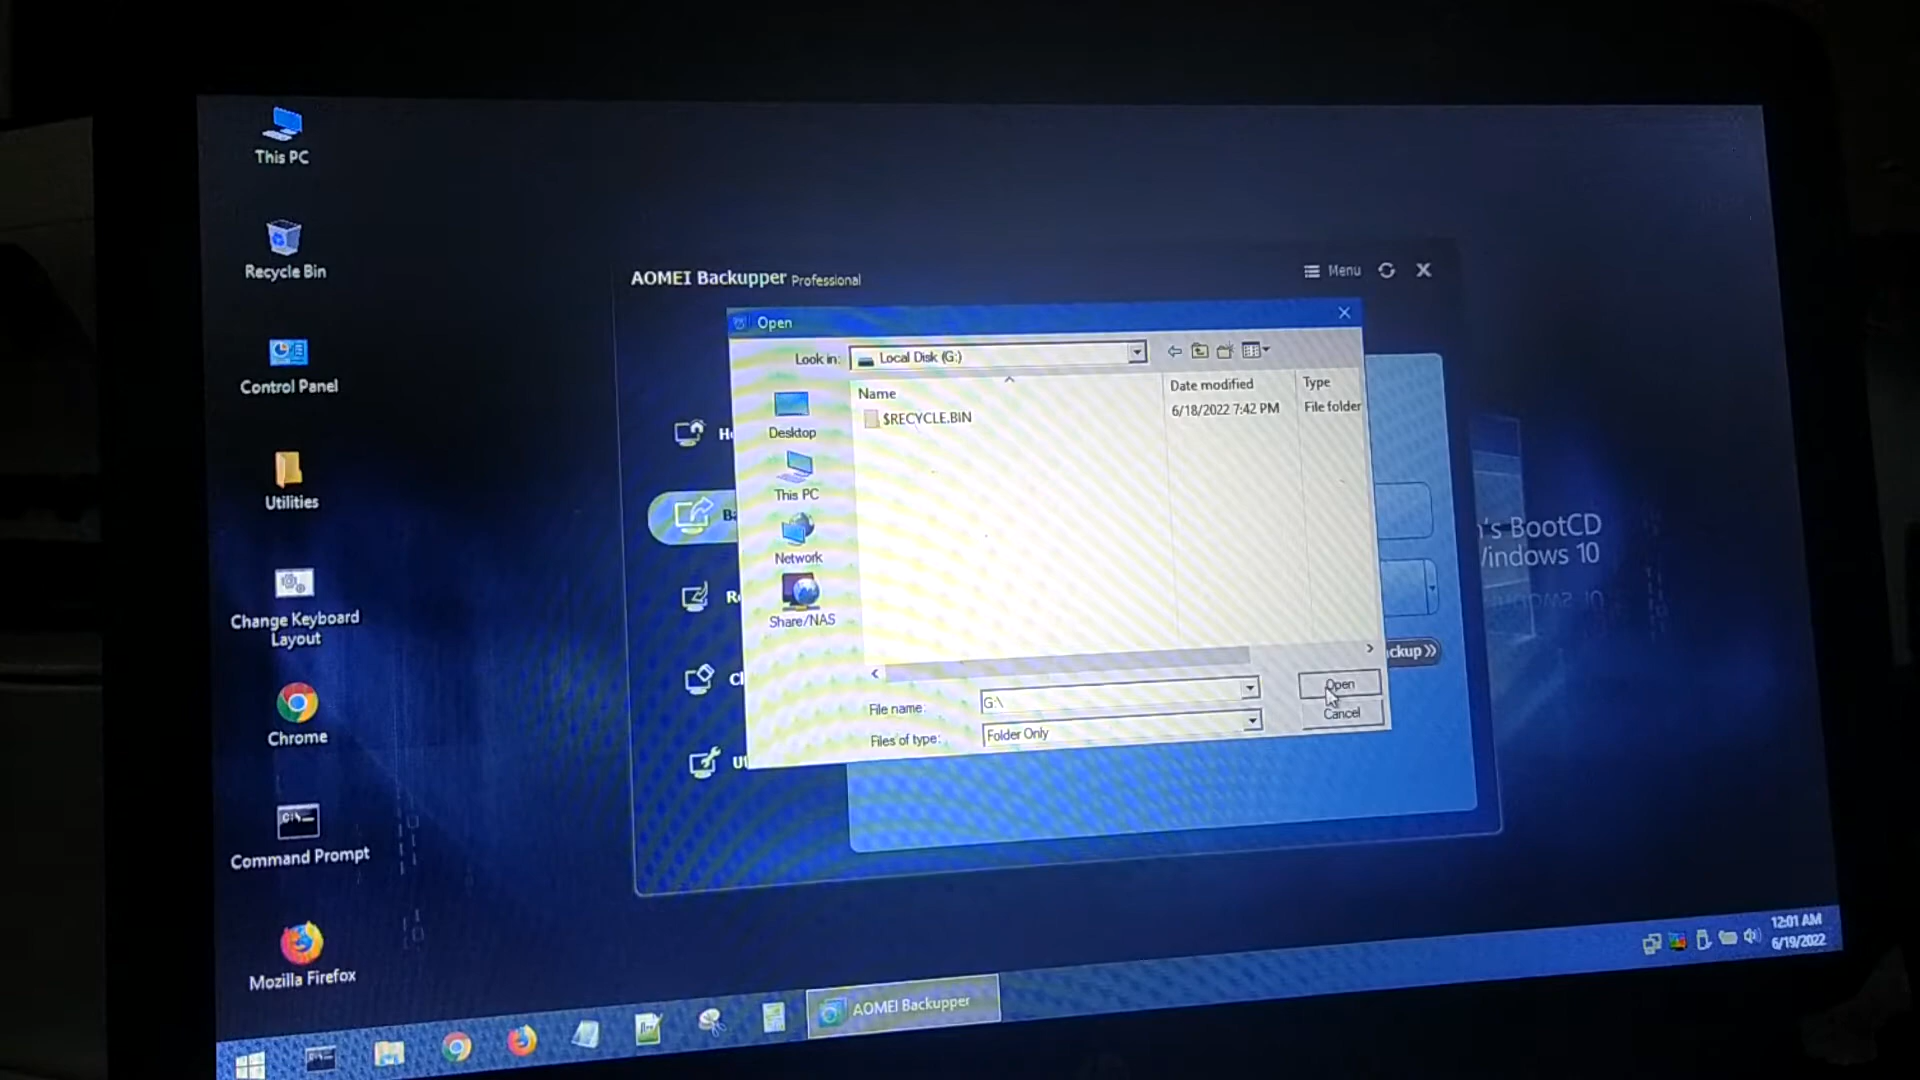 This PC
Recycle Bin
Control Panel
Utilities
Change Keyboard
Layout
Chrome
Command Prompt
Mozilla Firefox
AOMEI Backupper Professional
Menu
Open
Look in:
Local Disk (G:)
Name
Date modified
Type
$RECYCLE.BIN
6/18/2022 7:42 PM
File folder
Desktop
This PC
Network
Share/NAS
File name:
G:\
Open
Files of type:
Folder Only
Cancel
ckup
's BootCD
indows 10
AOMEI Backupper
12:01 AM
6/19/2022